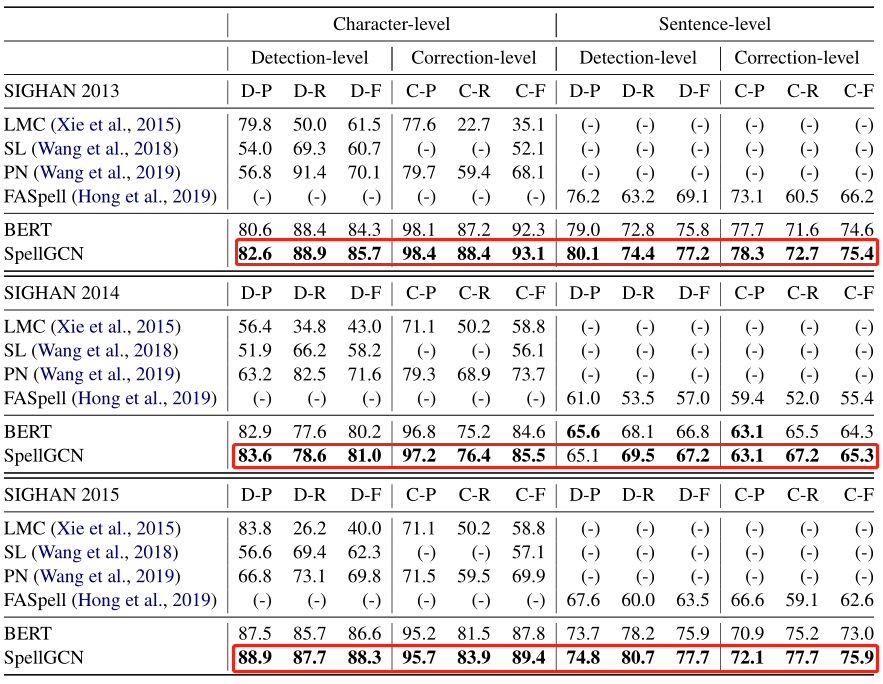 Character-level Sentence-level
Detection-level Correction-level Detection-level Correction-level
SIGHAN 2013 D-P D-R D-F C-P C-R C-F D-P D-R D-F C-P C-R C-F
LMC (Xie et al., 2015) 79.8 50.0 61.5 77.6 22.7 35.1 (-) (-) (-) (-) (-) (-)
SL (Wang et al., 2018) 54.0 69.3 60.7 (-) (-) 52.1 (-) (-) (-) (-) (-) (-)
PN (Wang et al., 2019) 56.8 91.4 70.1 79.7 59.4 68.1 (-) (-) (-) (-) (-) (-)
FASpell (Hong et al., 2019) (-) (-) (-) (-) (-) (-) 76.2 63.2 69.1 73.1 60.5 66.2
BERT 80.6 88.4 84.3 98.1 87.2 92.3 79.0 72.8 75.8 77.7 71.6 74.6
SpellGCN 82.6 88.9 85.7 98.4 88.4 93.1 80.1 74.4 77.2 78.3 72.7 75.4
SIGHAN 2014 D-P D-R D-F C-P C-R C-F D-P D-R D-F C-P C-R C-F
LMC (Xie et al., 2015) 56.4 34.8 43.0 71.1 50.2 58.8 (-) (-) (-) (-) (-) (-)
SL (Wang et al., 2018) 51.9 66.2 58.2 (-) (-) 56.1 (-) (-) (-) (-) (-) (-)
PN (Wang et al., 2019) 63.2 82.5 71.6 79.3 68.9 73.7 (-) (-) (-) (-) (-) (-)
FASpell (Hong et al., 2019) (-) (-) (-) (-) (-) (-) 61.0 53.5 57.0 59.4 52.0 55.4
BERT 82.9 77.6 80.2 96.8 75.2 84.6 65.6 68.1 66.8 63.1 65.5 64.3
SpellGCN 83.6 78.6 81.0 97.2 76.4 85.5 65.1 69.5 67.2 63.1 67.2 65.3
SIGHAN 2015 D-P D-R D-F C-P C-R C-F D-P D-R D-F C-P C-R C-F
LMC (Xie et al., 2015) 83.8 26.2 40.0 71.1 50.2 58.8 (-) (-) (-) (-) (-) (-)
SL (Wang et al., 2018) 56.6 69.4 62.3 (-) (-) 57.1 (-) (-) (-) (-) (-) (-)
PN (Wang et al., 2019) 66.8 73.1 69.8 71.5 59.5 69.9 (-) (-) (-) (-) (-) (-)
FASpell (Hong et al., 2019) (-) (-) (-) (-) (-) (-) 67.6 60.0 63.5 66.6 59.1 62.6
BERT 87.5 85.7 86.6 95.2 81.5 87.8 73.7 78.2 75.9 70.9 75.2 73.0
SpellGCN 88.9 87.7 88.3 95.7 83.9 89.4 74.8 80.7 77.7 72.1 77.7 75.9